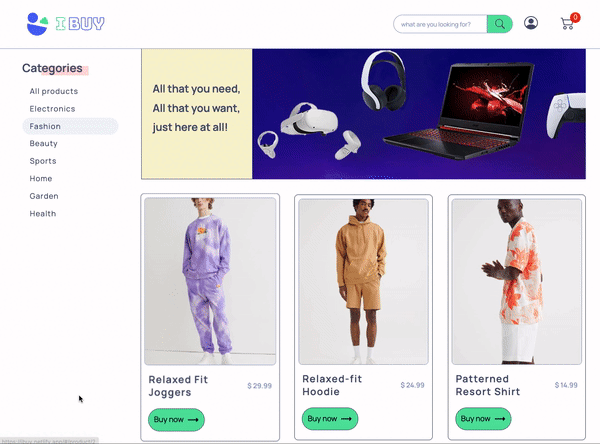 I BUY
what are you looking for?
0
Categories
All products
Electronics
Fashion
Beauty
Sports
Home
Garden
Health
All that you need,
All that you want,
just here at all!
Relaxed Fit
Joggers
$ 29.99
Buy now
Relaxed-fit
Hoodie
$ 24.99
Buy now
Patterned
Resort Shirt
$ 14.99
Buy now